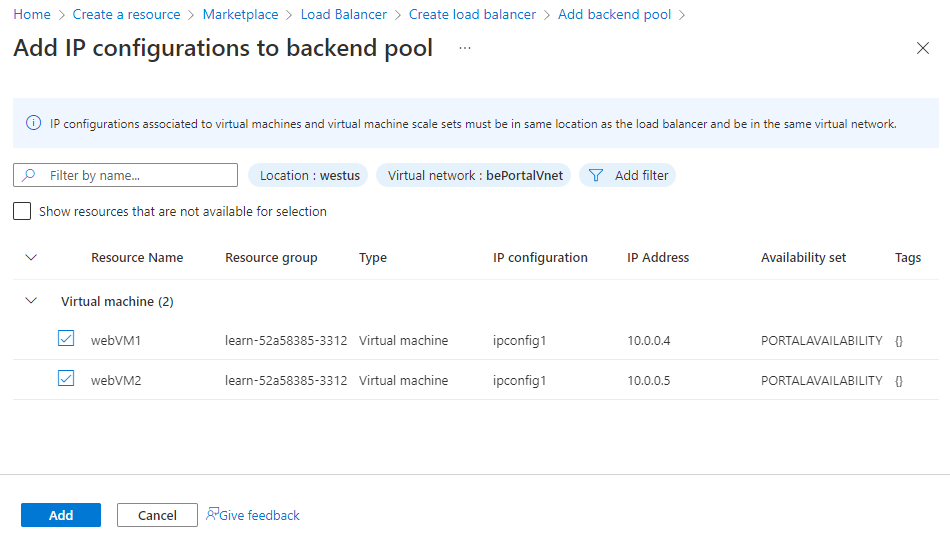 Home > Create a resource > Marketplace > Load Balancer > Create load balancer > Add backend pool >
Add IP configurations to backend pool ...
IP configurations associated to virtual machines and virtual machine scale sets must be in same location as the load balancer and be in the same virtual network.
Filter by name... Location : westus Virtual network : bePortalVnet Add filter
Show resources that are not available for selection
Resource Name Resource group Type IP configuration IP Address Availability set Tags
Virtual machine (2)
webVM1 learn-52a58385-3312 Virtual machine ipconfig1 10.0.0.4 PORTALAVAILABILITY {}
webVM2 learn-52a58385-3312 Virtual machine ipconfig1 10.0.0.5 PORTALAVAILABILITY {}
Add Cancel Give feedback